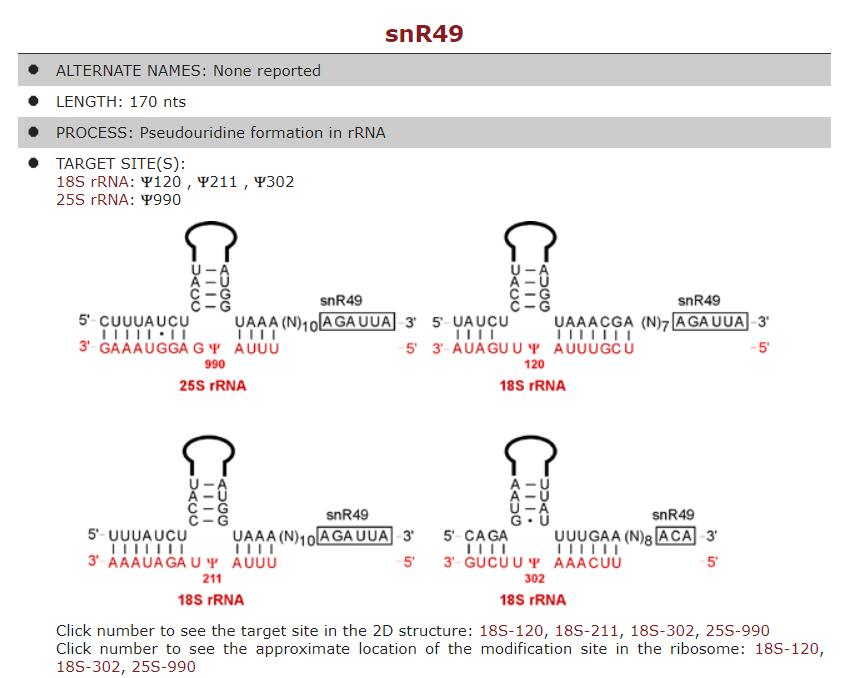 snR49
ALTERNATE NAMES: None reported
LENGTH: 170 nts
PROCESS: Pseudouridine formation in rRNA
TARGET SITE(S):
18S rRNA: Ψ120 , Ψ211 , Ψ302
25S rRNA: Ψ990
U – A
A – U
C – G
C – G
snR49
5' CUUUAUCU UAAA (N)10 AGAUUA 3'
3' GAAAUGGA G Ψ AUUU 5'
990
25S rRNA
U – A
A – U
C – G
C – G
snR49
5' UAUCU UAAACGA (N)7 AGAUUA 3'
3' AUAGU U Ψ AUUUGCU 5'
120
18S rRNA
U – A
A – U
C – G
C – G
snR49
5' UUUAUCU UAAA (N)10 AGAUUA 3'
3' AAAUAGA U Ψ AUUU 5'
211
18S rRNA
A – U
A – U
U – A
G • U
snR49
5' CAGA UUUGAA (N)8 ACA 3'
3' GUCU U Ψ AAACUU 5'
302
18S rRNA
Click number to see the target site in the 2D structure: 18S-120, 18S-211, 18S-302, 25S-990
Click number to see the approximate location of the modification site in the ribosome: 18S-120,
18S-302, 25S-990